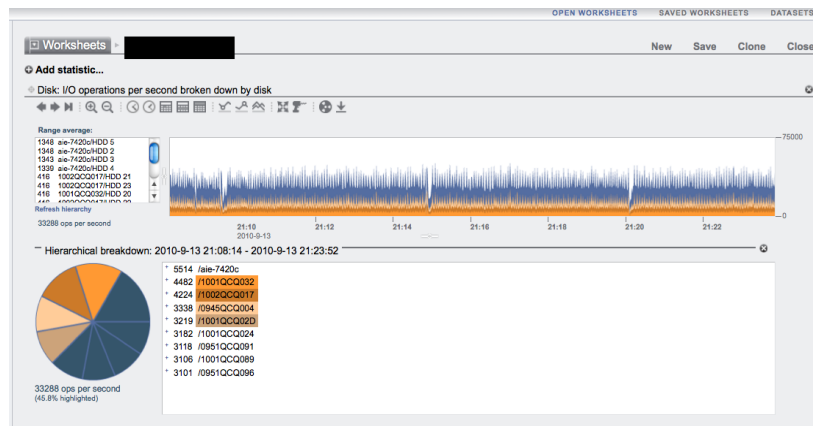 OPEN WORKSHEETS SAVED WORKSHEETS DATASETS
Worksheets
New Save Clone Close
Add statistic...
Disk: I/O operations per second broken down by disk
Range average:
1348 aie-7420c/HDD 5
1348 aie-7420c/HDD 2
1343 aie-7420c/HDD 3
1339 aie-7420c/HDD 4
416 1002QCQ017/HDD 21
416 1002QCQ017/HDD 23
416 1001QCQ032/HDD 20
Refresh hierarchy
33288 ops per second
75000
0
21:10 21:12 21:14 21:16 21:18 21:20 21:22
2010-9-13
Hierarchical breakdown: 2010-9-13 21:08:14 - 2010-9-13 21:23:52
5514 /aie-7420c
4482 /1001QCQ032
4224 /1002QCQ017
3338 /0945QCQ004
3219 /1001QCQ02D
3182 /1001QCQ024
3118 /0951QCQ091
3106 /1001QCQ089
3101 /0951QCQ096
33288 ops per second
(45.8% highlighted)